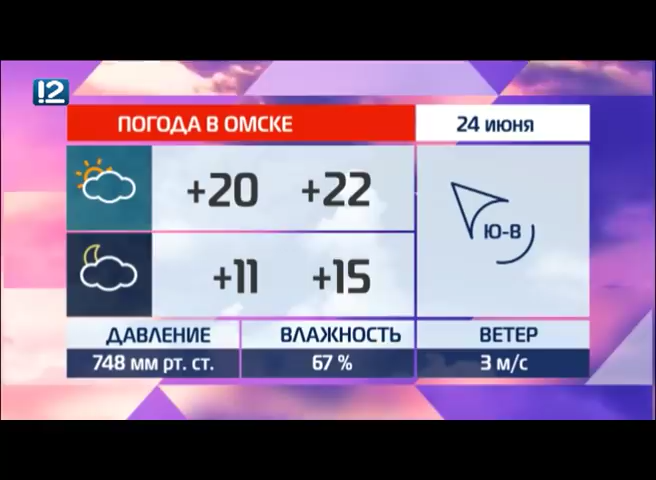 12
ПОГОДА В ОМСКЕ
24 июня
+20 +22
Ю-В
+11 +15
ДАВЛЕНИЕ ВЛАЖНОСТЬ ВЕТЕР
748 мм рт. ст. 67 % 3 м/с